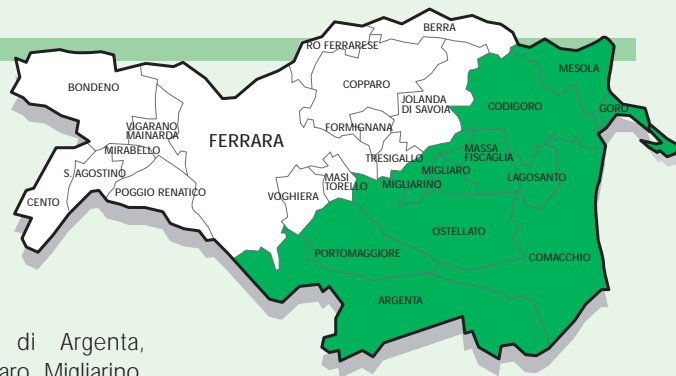 BERRA
RO FERRARESE
MESOLA
BONDENO
COPPARO
JOLANDA
DI SAVOIA
CODIGORO
GORO
VIGARANO
MAINARDA
FERRARA
FORMIGNANA
MIRABELLO
MASSA
FISCAGLIA
TRESIGALLO
S. AGOSTINO
MIGLIARO
LAGOSANTO
MASI
TORELLO
MIGLIARINO
POGGIO RENATICO
VOGHIERA
CENTO
OSTELLATO
PORTOMAGGIORE
COMACCHIO
ARGENTA
di Argenta,
Migliarino